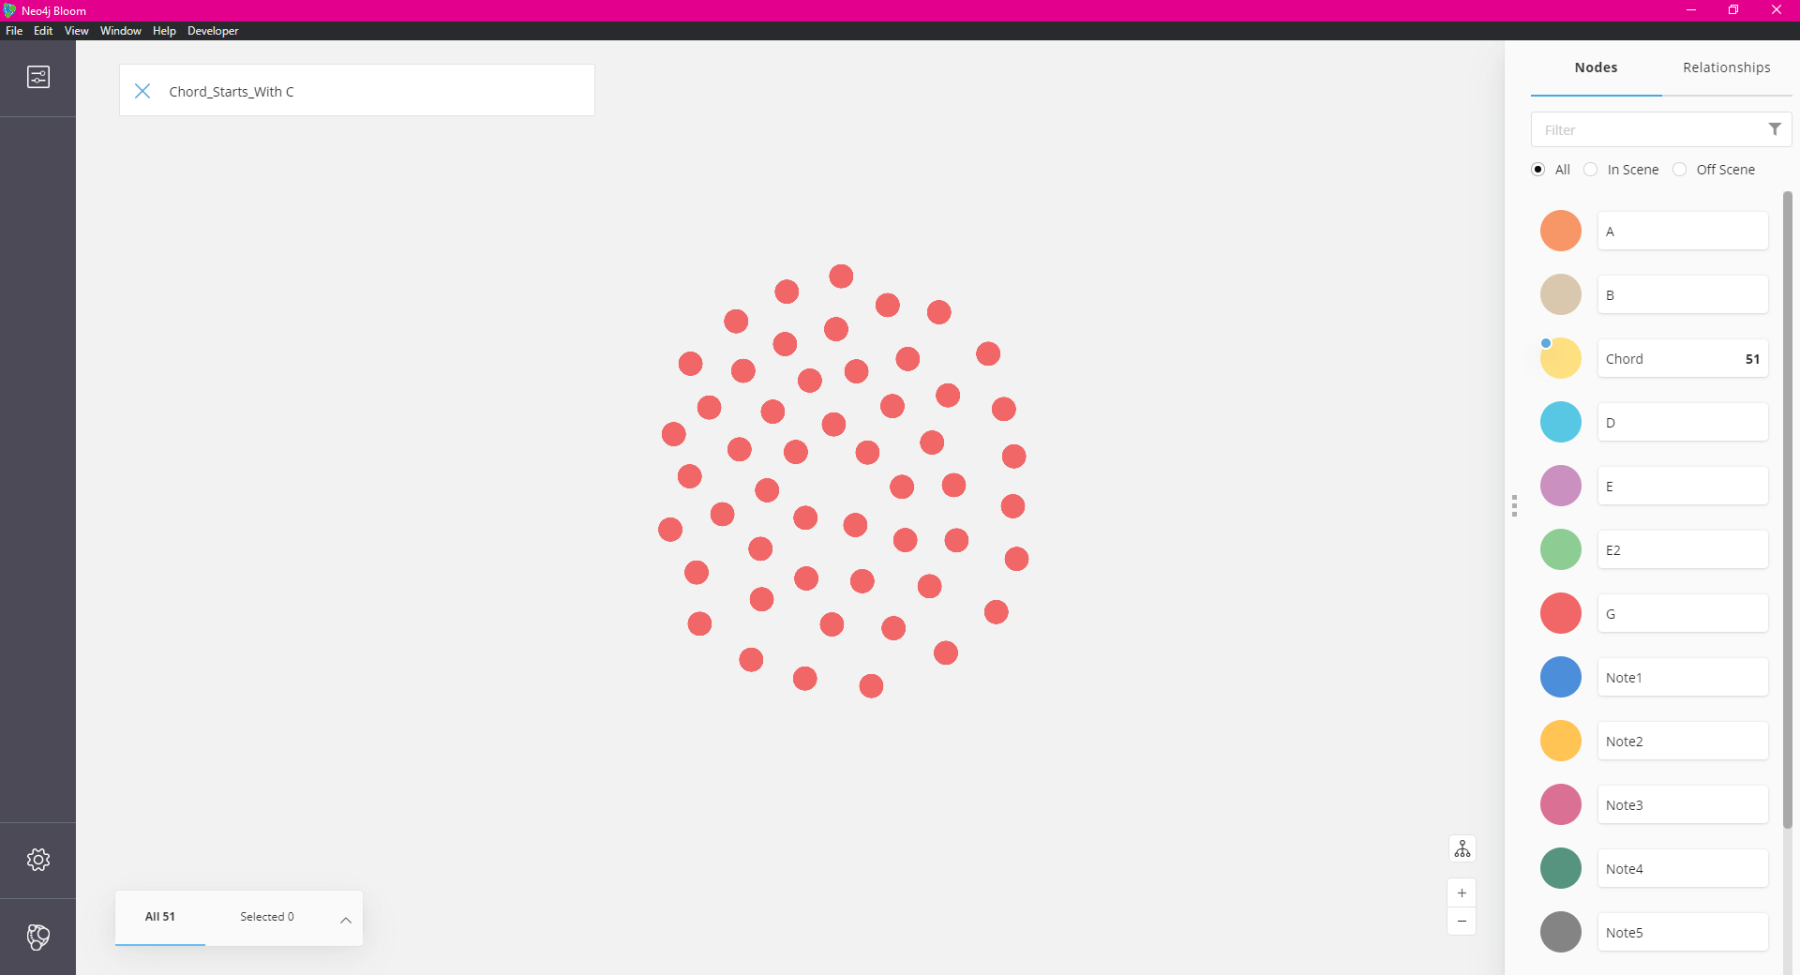 Neo4j Bloom
File Edit View Window Help Developer
Chord_Starts_With C
Nodes Relationships
Filter
All In Scene Off Scene
A
B
Chord 51
D
E
E2
G
Note1
Note2
Note3
Note4
Note5
+
−
All 51 Selected 0